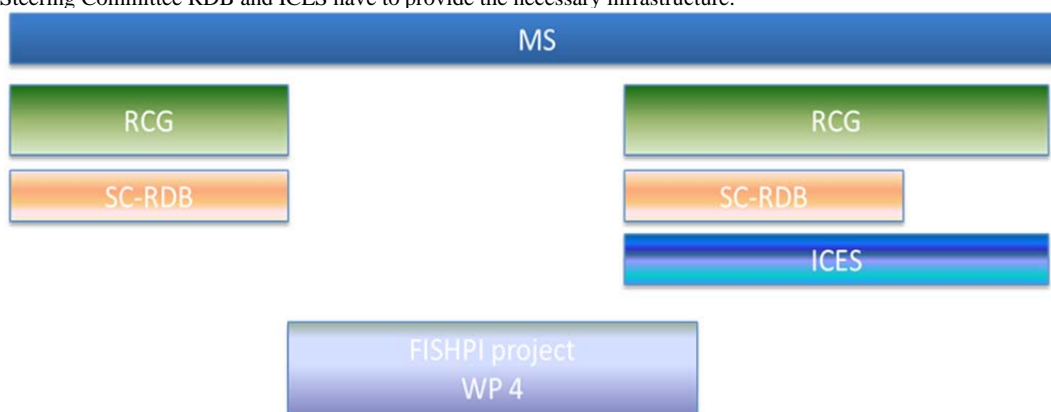 Steering Committee RDB and ICES have to provide the necessary infrastructure.
MS
RCG
RCG
SC-RDB
SC-RDB
ICES
FISHPI project
WP 4